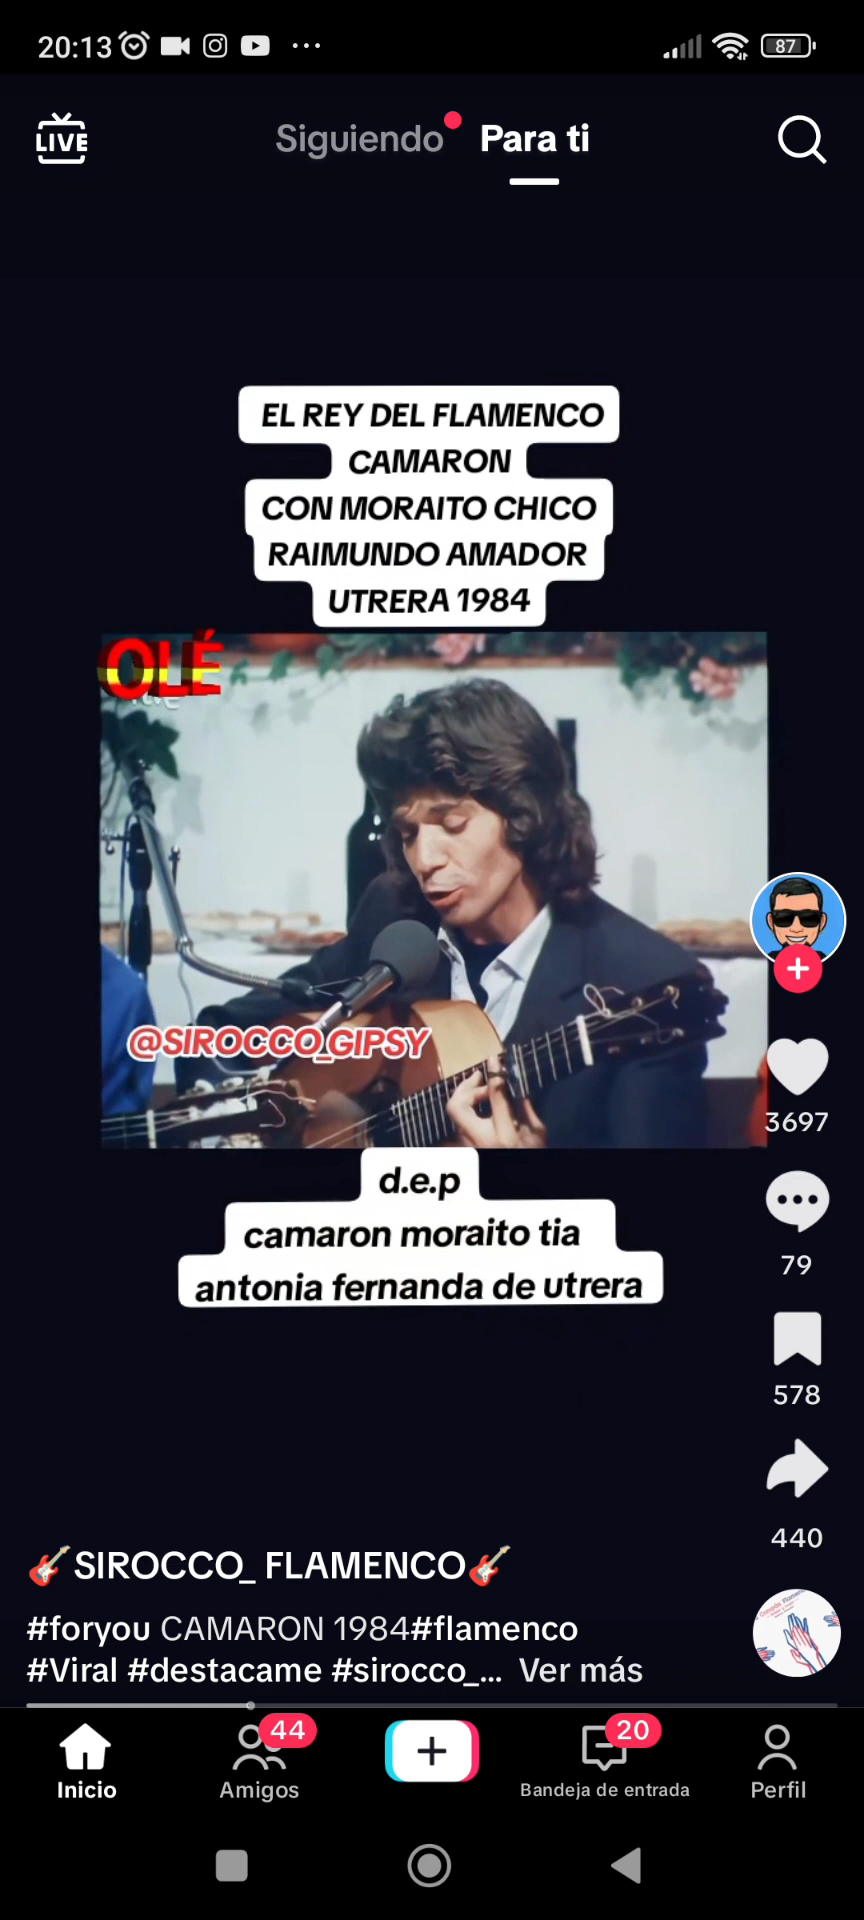 20:13
87
LIVE
Siguiendo
Para ti
EL REY DEL FLAMENCO
CAMARON
CON MORAITO CHICO
RAIMUNDO AMADOR
UTRERA 1984
OLÉ
@SIROCCO_GIPSY
3697
d.e.p
camaron moraito tia
antonia fernanda de utrera
79
578
440
🎸SIROCCO_ FLAMENCO🎸
#foryou CAMARON 1984#flamenco
#Viral #destacame #sirocco_... Ver más
44
20
Inicio
Amigos
Bandeja de entrada
Perfil